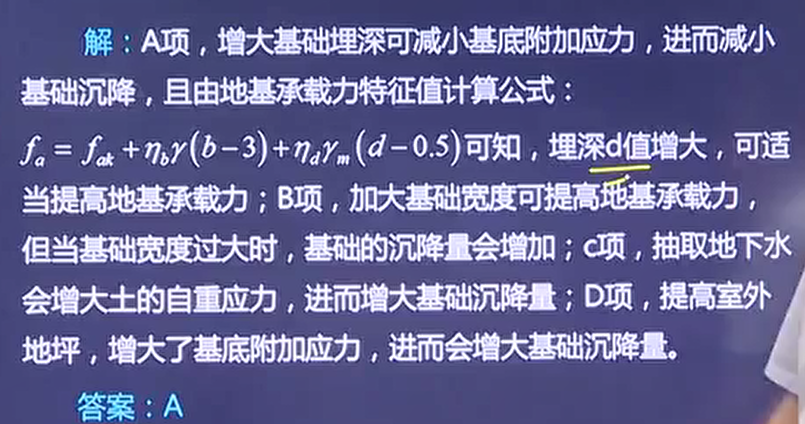 解：A项，增大基础埋深可减小基底附加应力，进而减小
基础沉降，且由地基承载力特征值计算公式：
fₐ = fₐₖ + η_bγ(b－3)+η_dγₘ(d－0.5)可知，埋深d值增大，可适
当提高地基承载力；B项，加大基础宽度可提高地基承载力，
但当基础宽度过大时，基础的沉降量会增加；c项，抽取地下水
会增大土的自重应力，进而增大基础沉降量；D项，提高室外
地坪，增大了基底附加应力，进而会增大基础沉降量。
答案：A